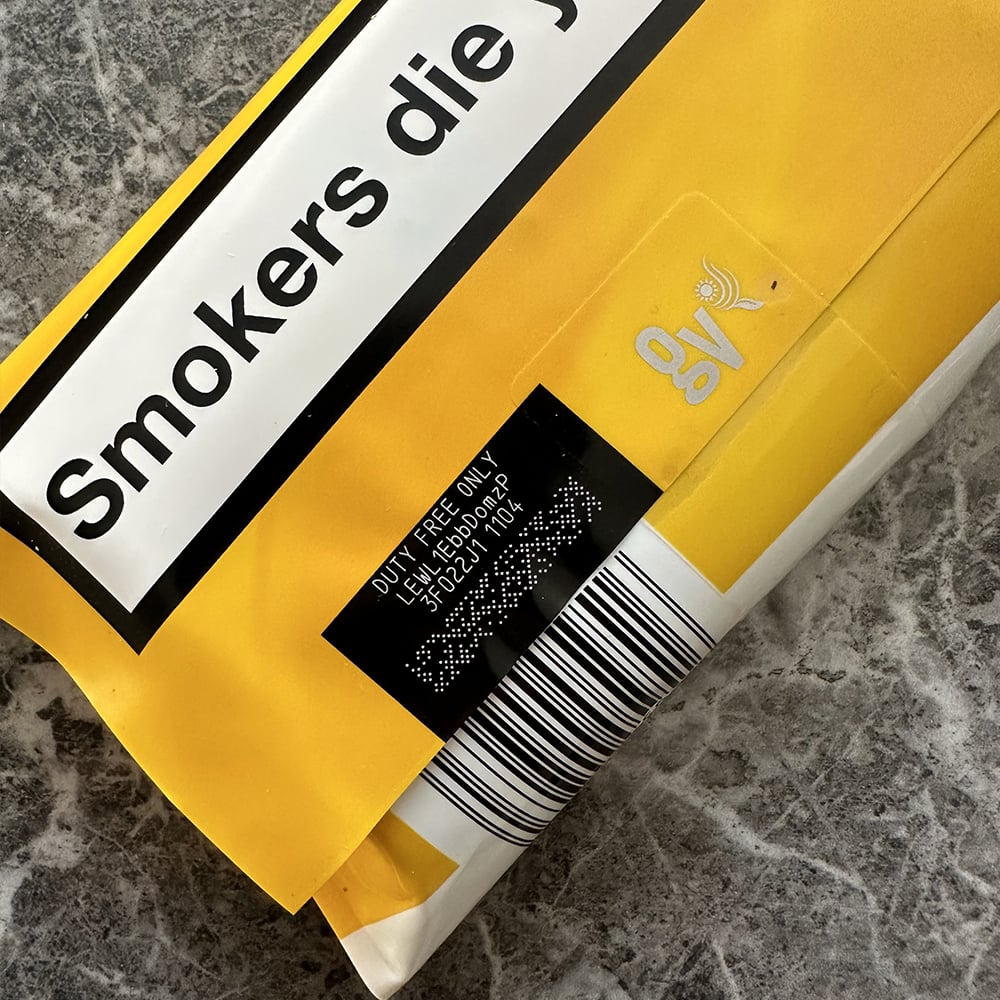 Smokers die
gv
DUTY FREE ONLY
LEWL1EbbDomzP
3F022J1 1104